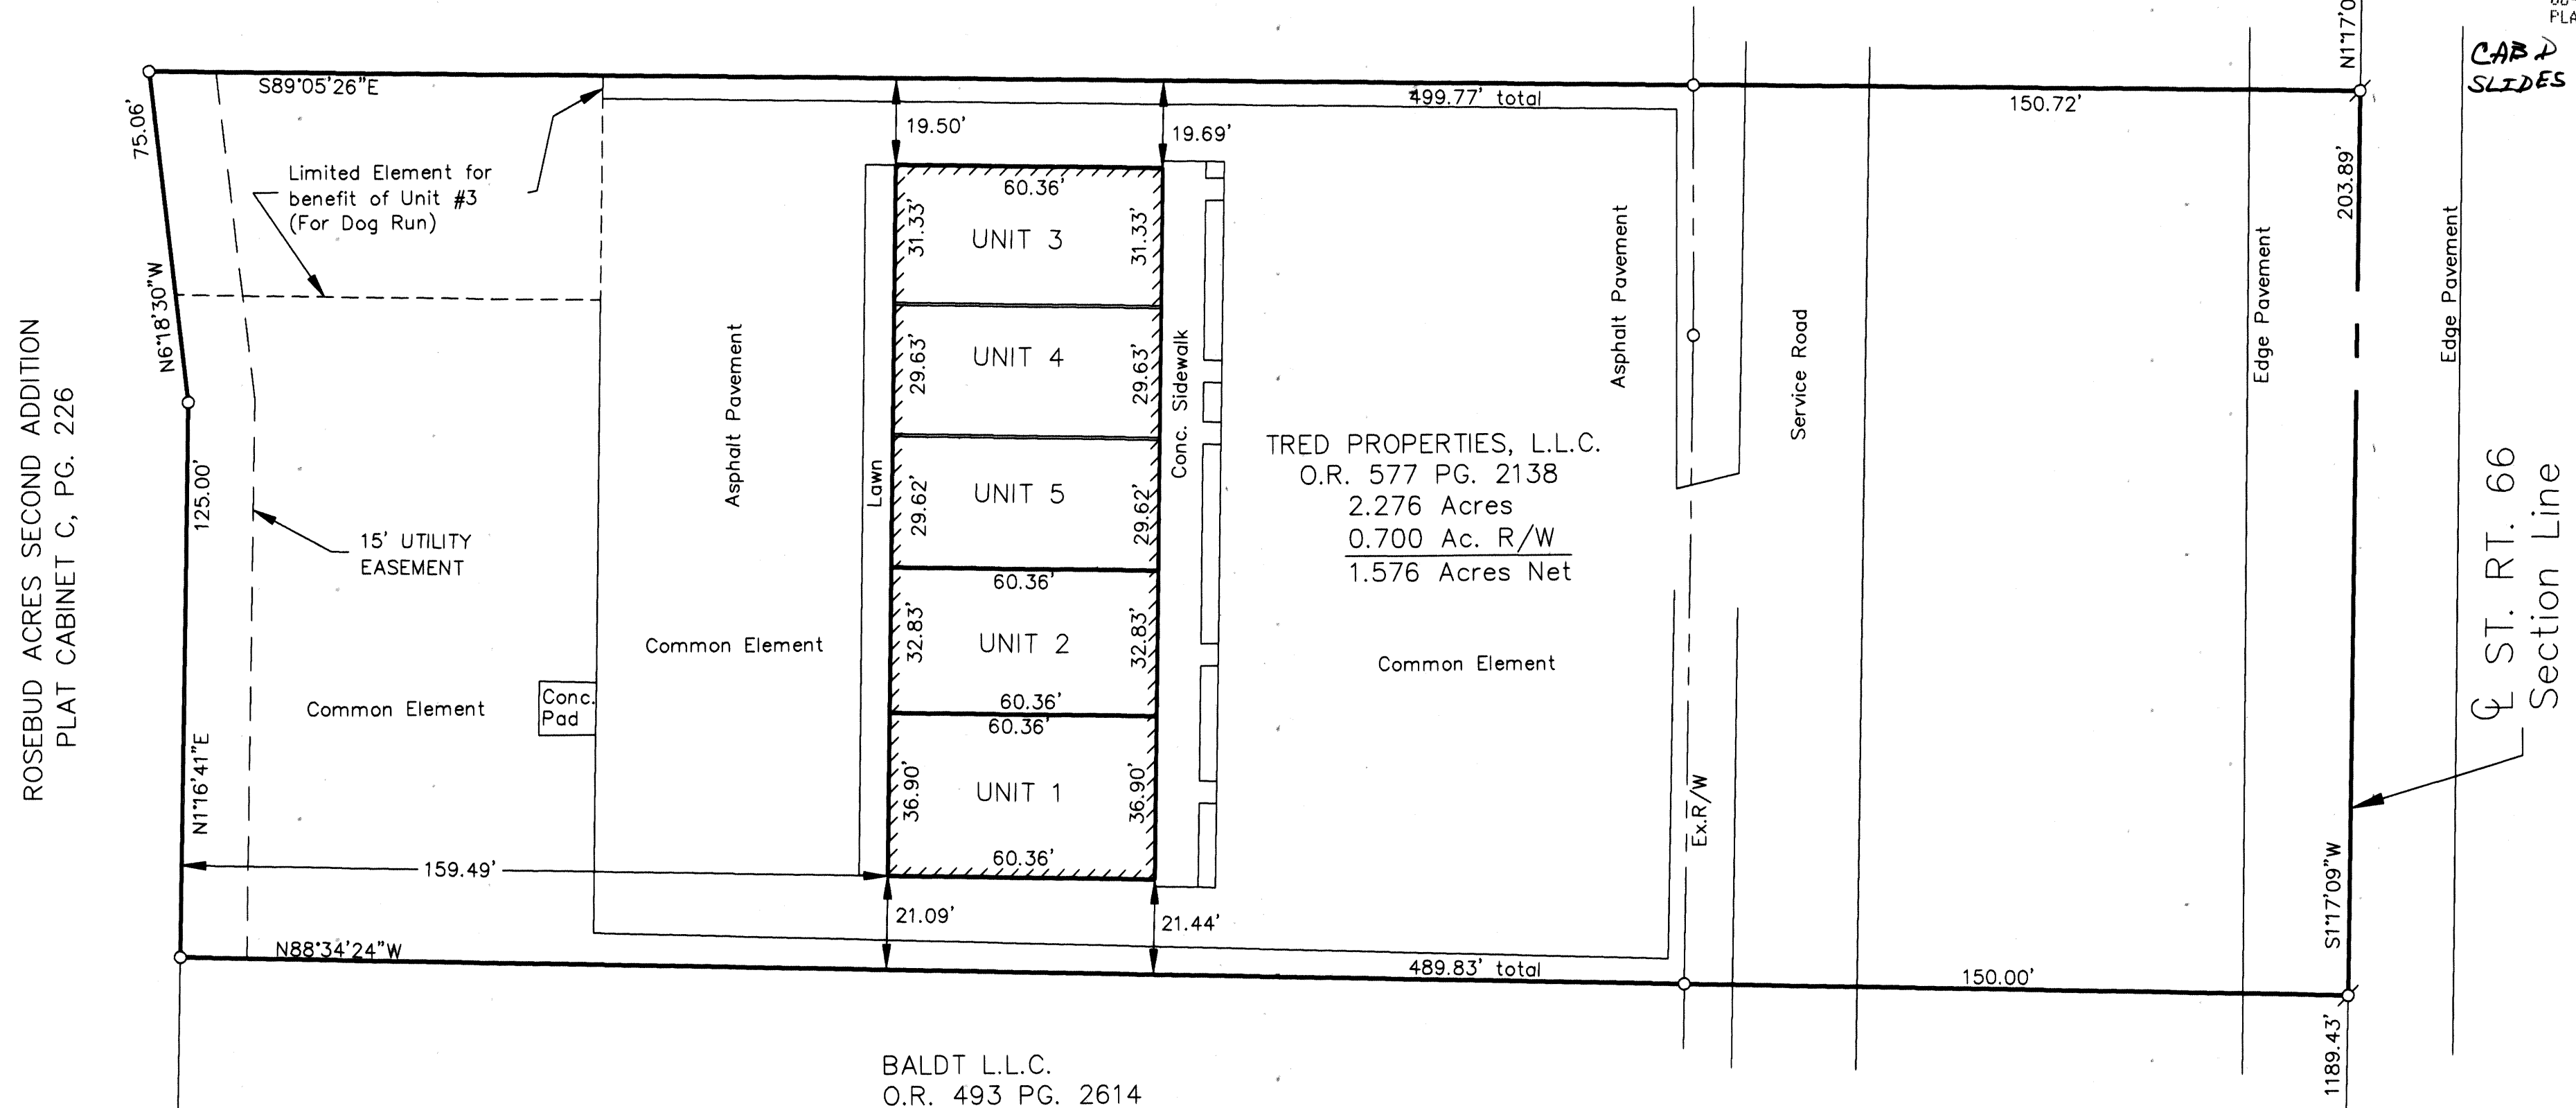 PLA
N1°17'0
CAB D
SLIDES
S89°05'26"E
499.77' total
150.72'
75.06'
19.50'
19.69'
Limited Element for
benefit of Unit #3
(For Dog Run)
60.36'
31.33'
UNIT 3
31.33'
203.89'
N6°18'30"W
Asphalt Pavement
Asphalt Pavement
Service Road
Edge Pavement
Edge Pavement
29.63'
UNIT 4
29.63'
Conc. Sidewalk
ROSEBUD ACRES SECOND ADDITION
PLAT CABINET C, PG. 226
125.00'
Lawn
29.62'
UNIT 5
29.62'
TRED PROPERTIES, L.L.C.
O.R. 577 PG. 2138
2.276 Acres
0.700 Ac. R/W
1.576 Acres Net
15' UTILITY
EASEMENT
60.36'
32.83'
UNIT 2
32.83'
60.36'
Common Element
Common Element
Common Element
Conc.
Pad
℄ ST. RT. 66
Section Line
60.36'
36.90'
UNIT 1
36.90'
60.36'
N1°16'41"E
Ex.R/W
159.49'
21.09'
21.44'
S1°17'09"W
N88°34'24"W
489.83' total
150.00'
1189.43'
BALDT L.L.C.
O.R. 493 PG. 2614